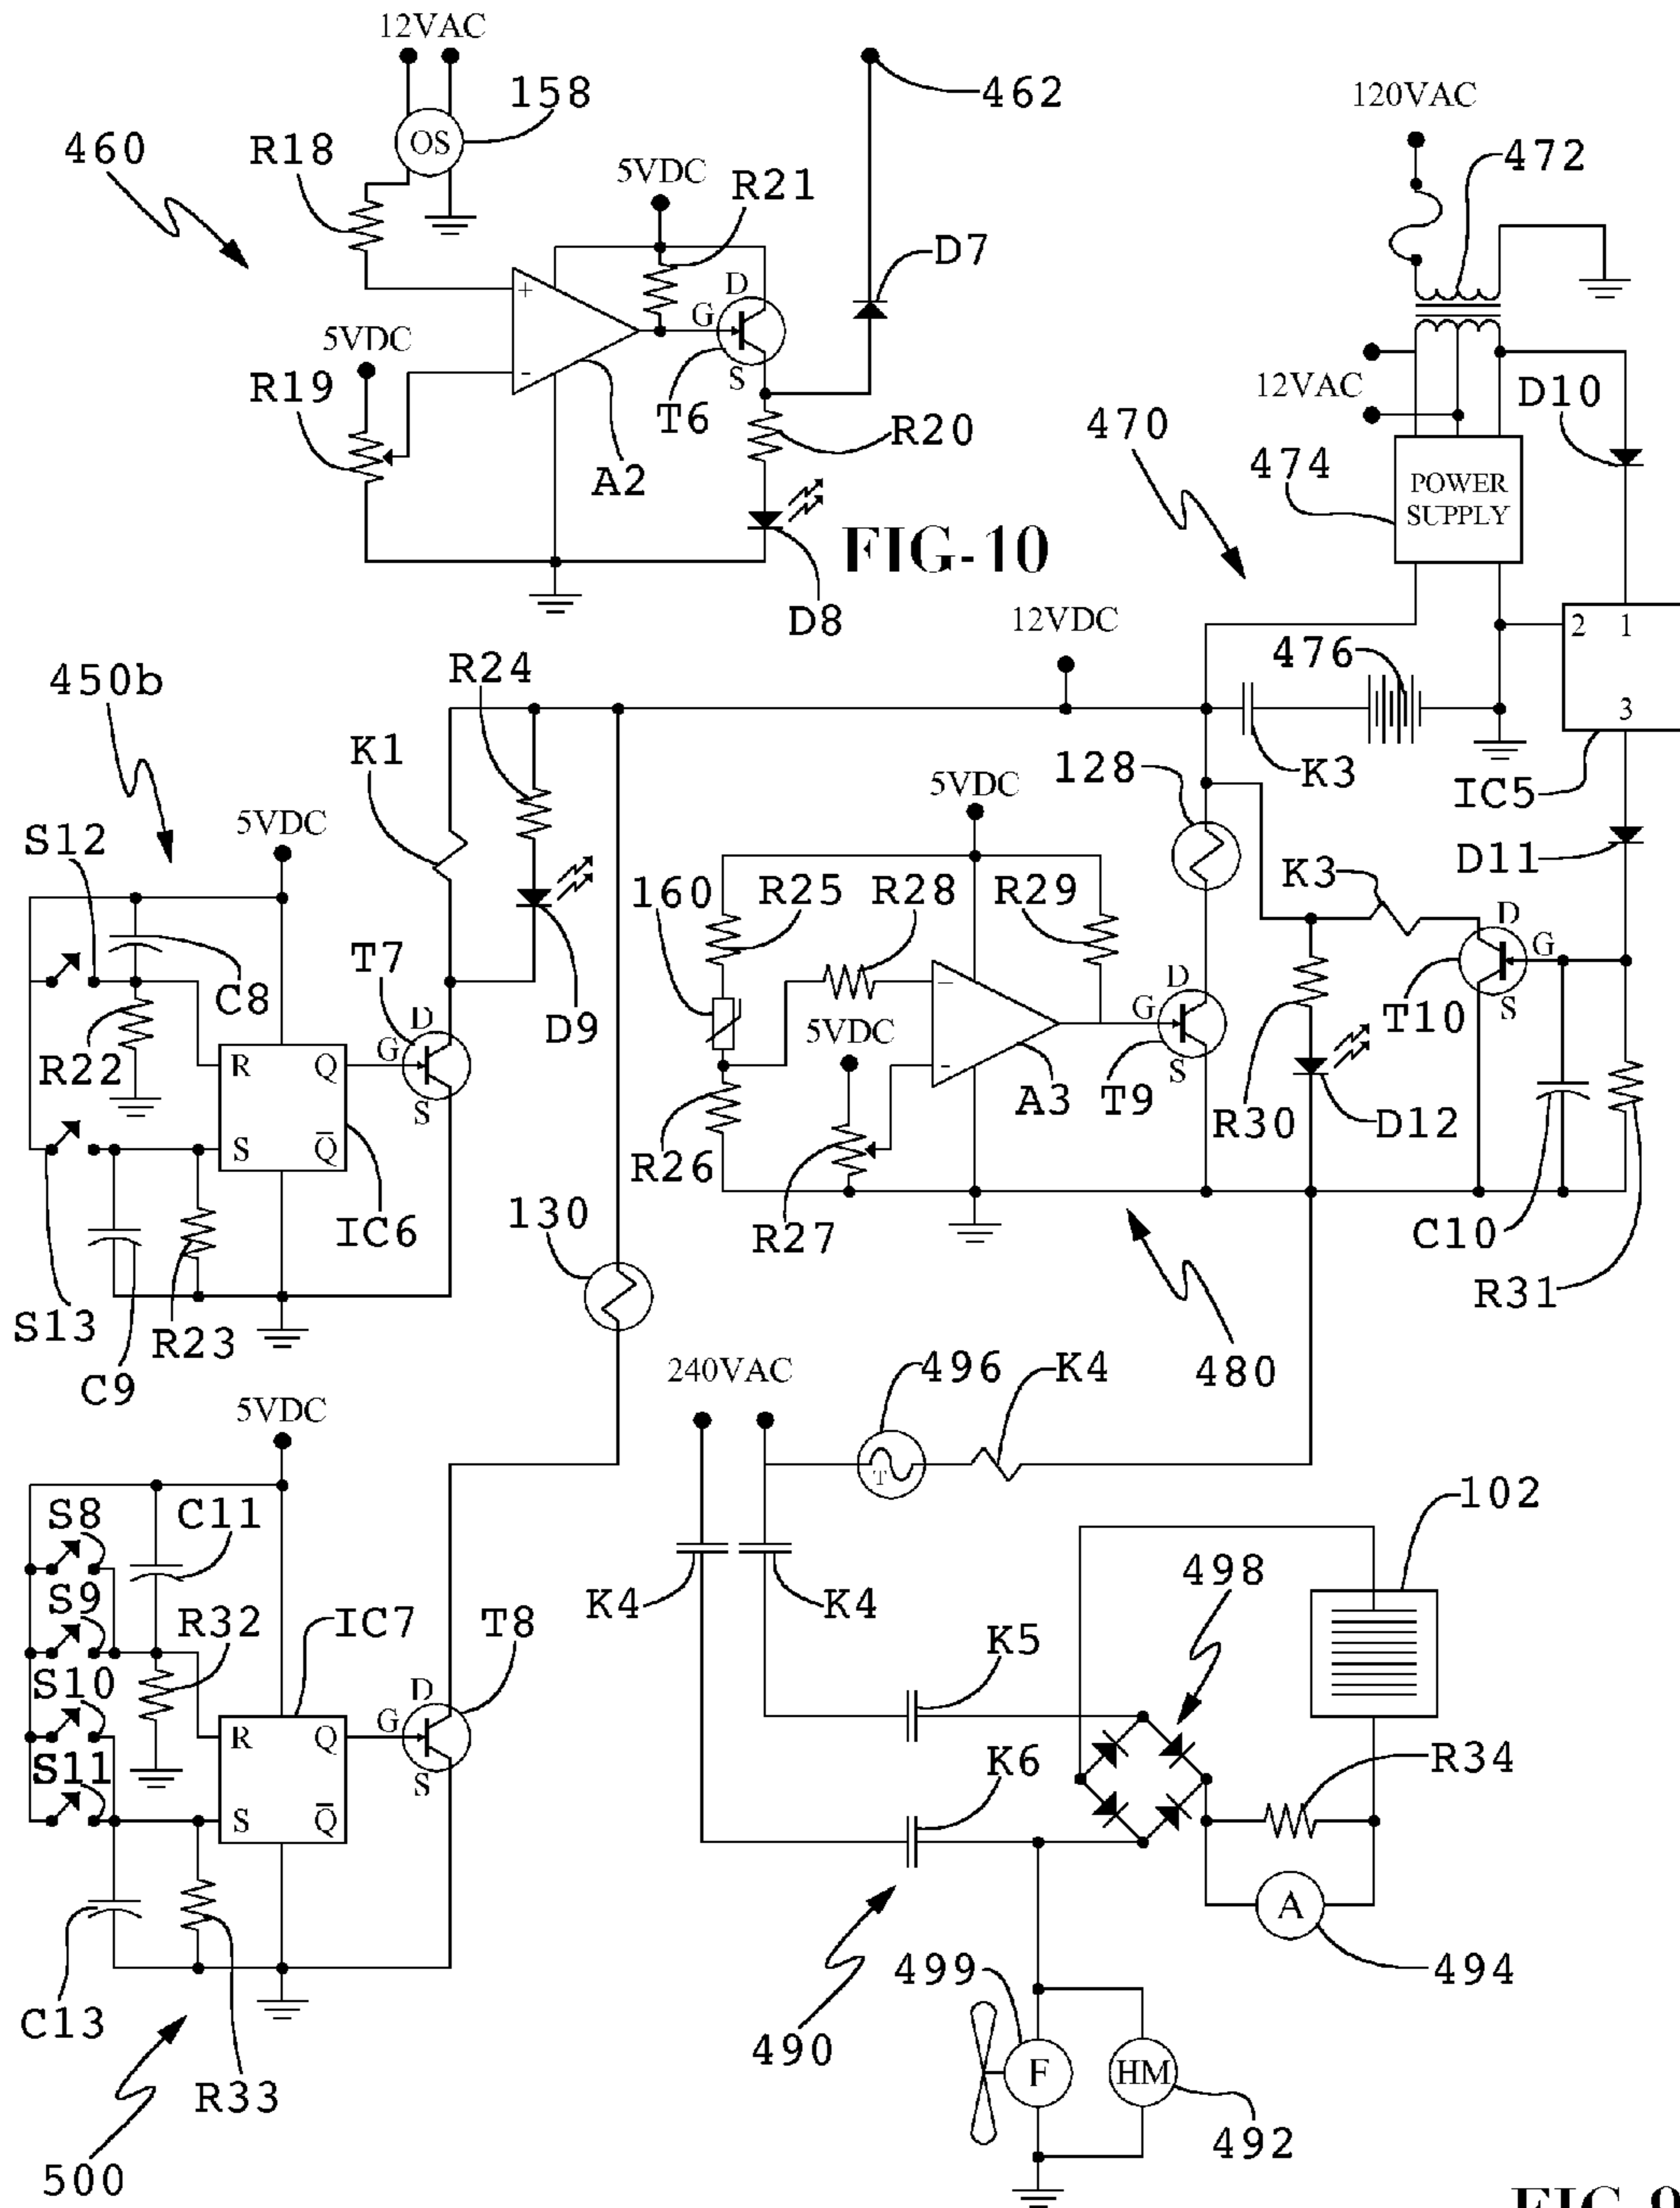 12VAC
158
OS
460
R18
462
120VAC
472
5VDC
R21
D7
+
D
G
S
5VDC
R19
-
T6
A2
R20
12VAC
D10
470
474
POWER
SUPPLY
FIG-10
D8
12VDC
2 1
3
476
450b
R24
K1
K3
128
IC5
5VDC
S12
5VDC
D11
K3
160
R25
R28
R29
D
G
S
T10
C8
T7
D9
R22
R Q
S Q̅
D
G
S
5VDC
−
-
D
G
S
A3
T9
R30
D12
R26
R27
IC6
130
C10
R31
S13
R23
C9
480
240VAC
496
K4
T
5VDC
102
S8
C11
S9
R32
IC7
T8
K4
K4
498
S10
K5
D
G
S
R Q
S Q̅
S11
K6
R34
A
494
C13
R33
500
490
499
F
HM
492